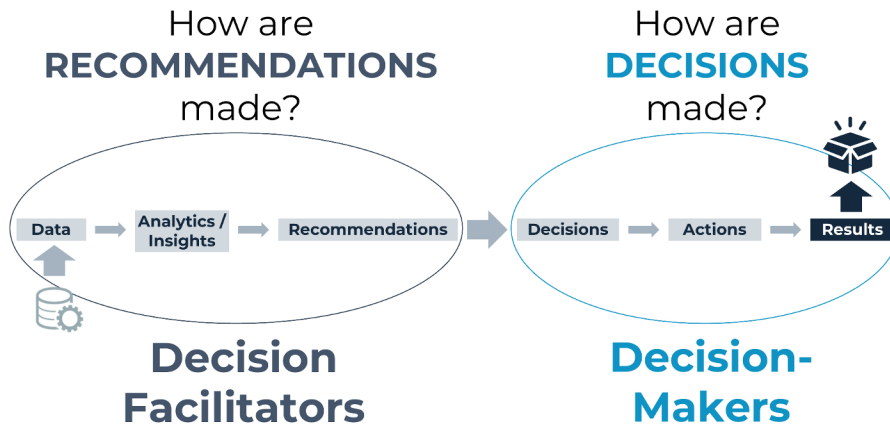 How are
RECOMMENDATIONS
made?
How are
DECISIONS
made?
Data
Analytics /
Insights
Recommendations
Decisions
Actions
Results
Decision
Facilitators
Decision-
Makers